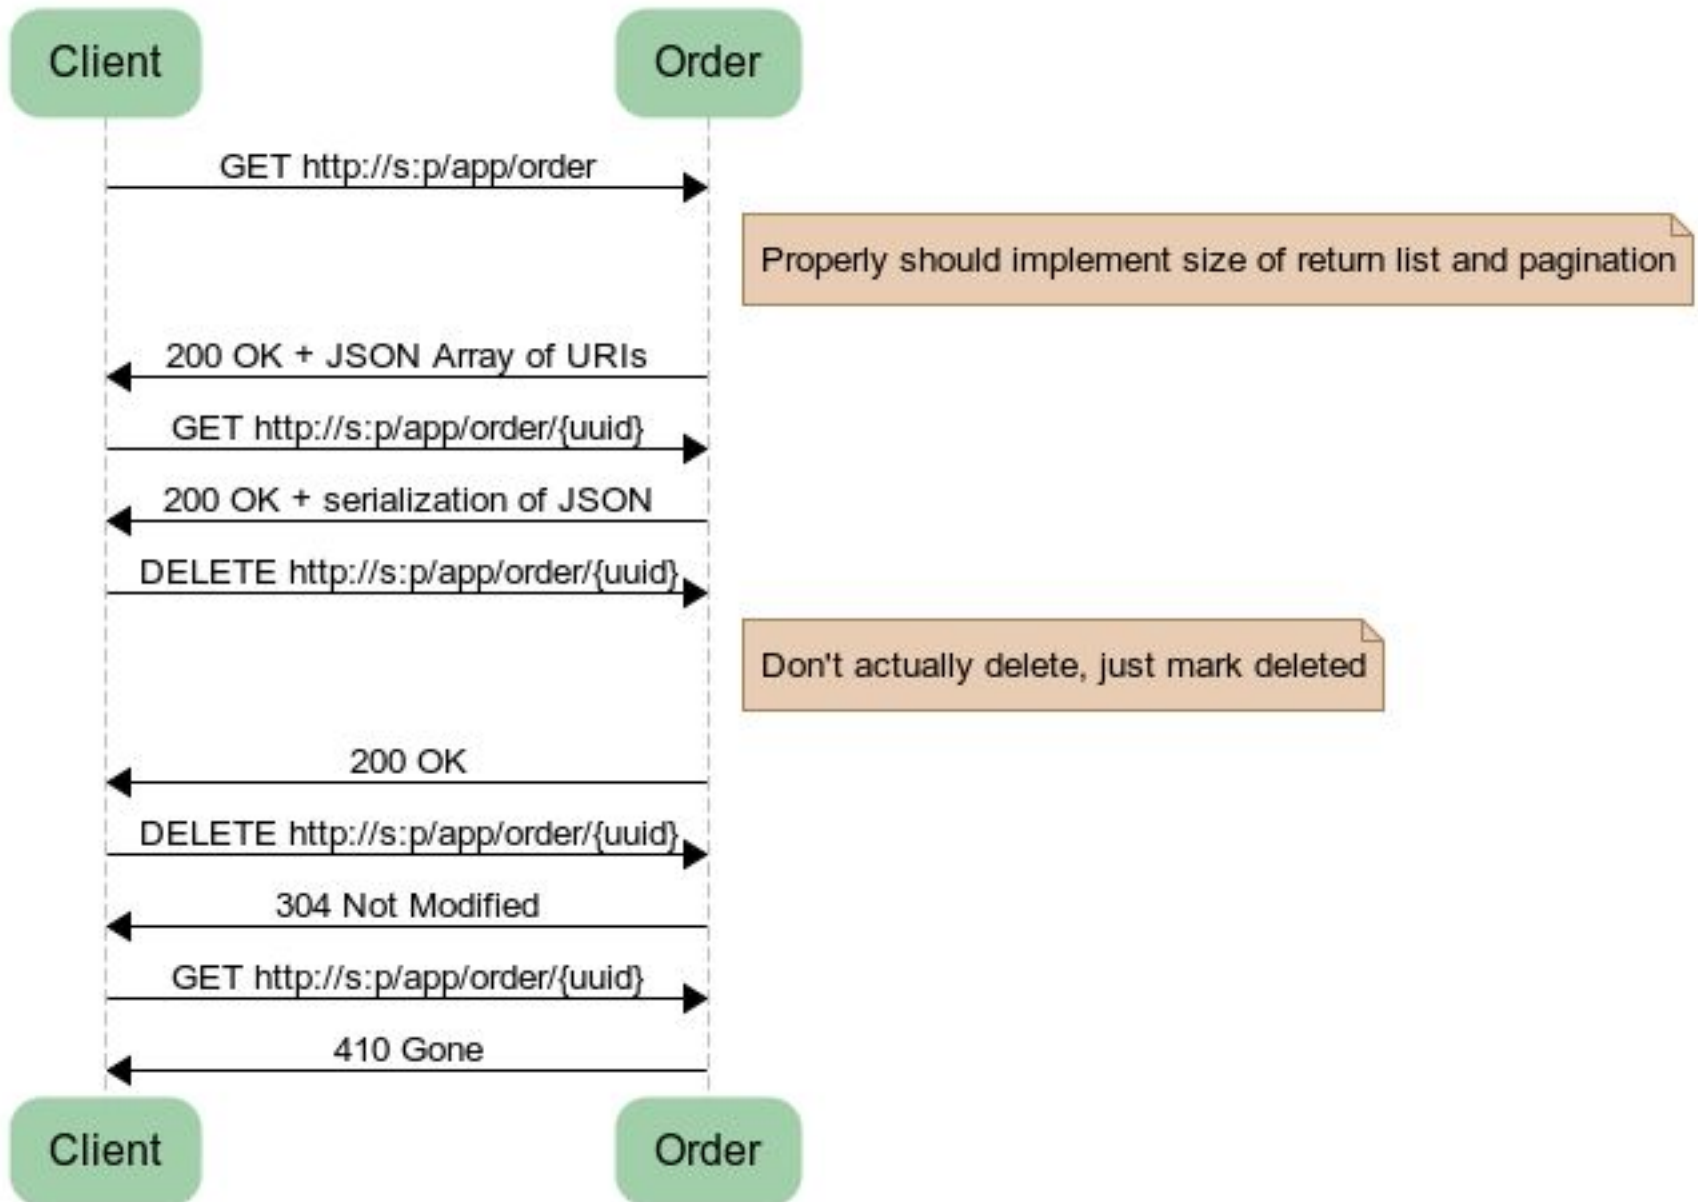 Client
Order
GET http://s:p/app/order
Properly should implement size of return list and pagination
200 OK + JSON Array of URIs
GET http://s:p/app/order/{uuid}
200 OK + serialization of JSON
DELETE http://s:p/app/order/{uuid}
Don't actually delete, just mark deleted
200 OK
DELETE http://s:p/app/order/{uuid}
304 Not Modified
GET http://s:p/app/order/{uuid}
410 Gone
Client
Order